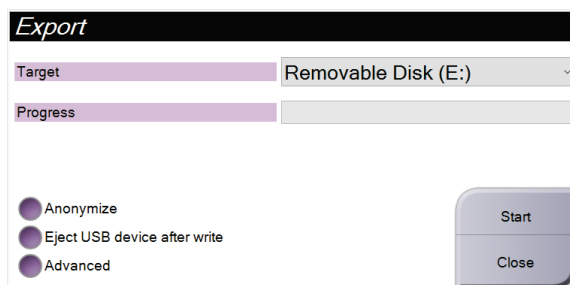 Export
Target
Removable Disk (E:)
Progress
Anonymize
Eject USB device after write
Advanced
Start
Close